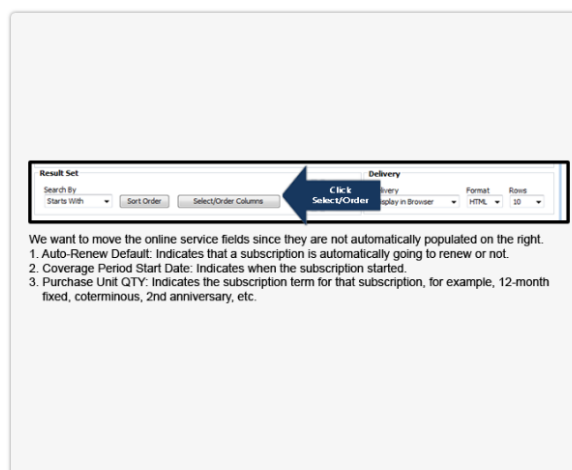 Result Set
Delivery
Search By
Click
Delivery
Format
Rows
Starts With
Sort Order
Select/Order Columns
Select/Order
Display in Browser
HTML
10
We want to move the online service fields since they are not automatically populated on the right.
1. Auto-Renew Default: Indicates that a subscription is automatically going to renew or not.
2. Coverage Period Start Date: Indicates when the subscription started.
3. Purchase Unit QTY: Indicates the subscription term for that subscription, for example, 12-month
fixed, coterminous, 2nd anniversary, etc.